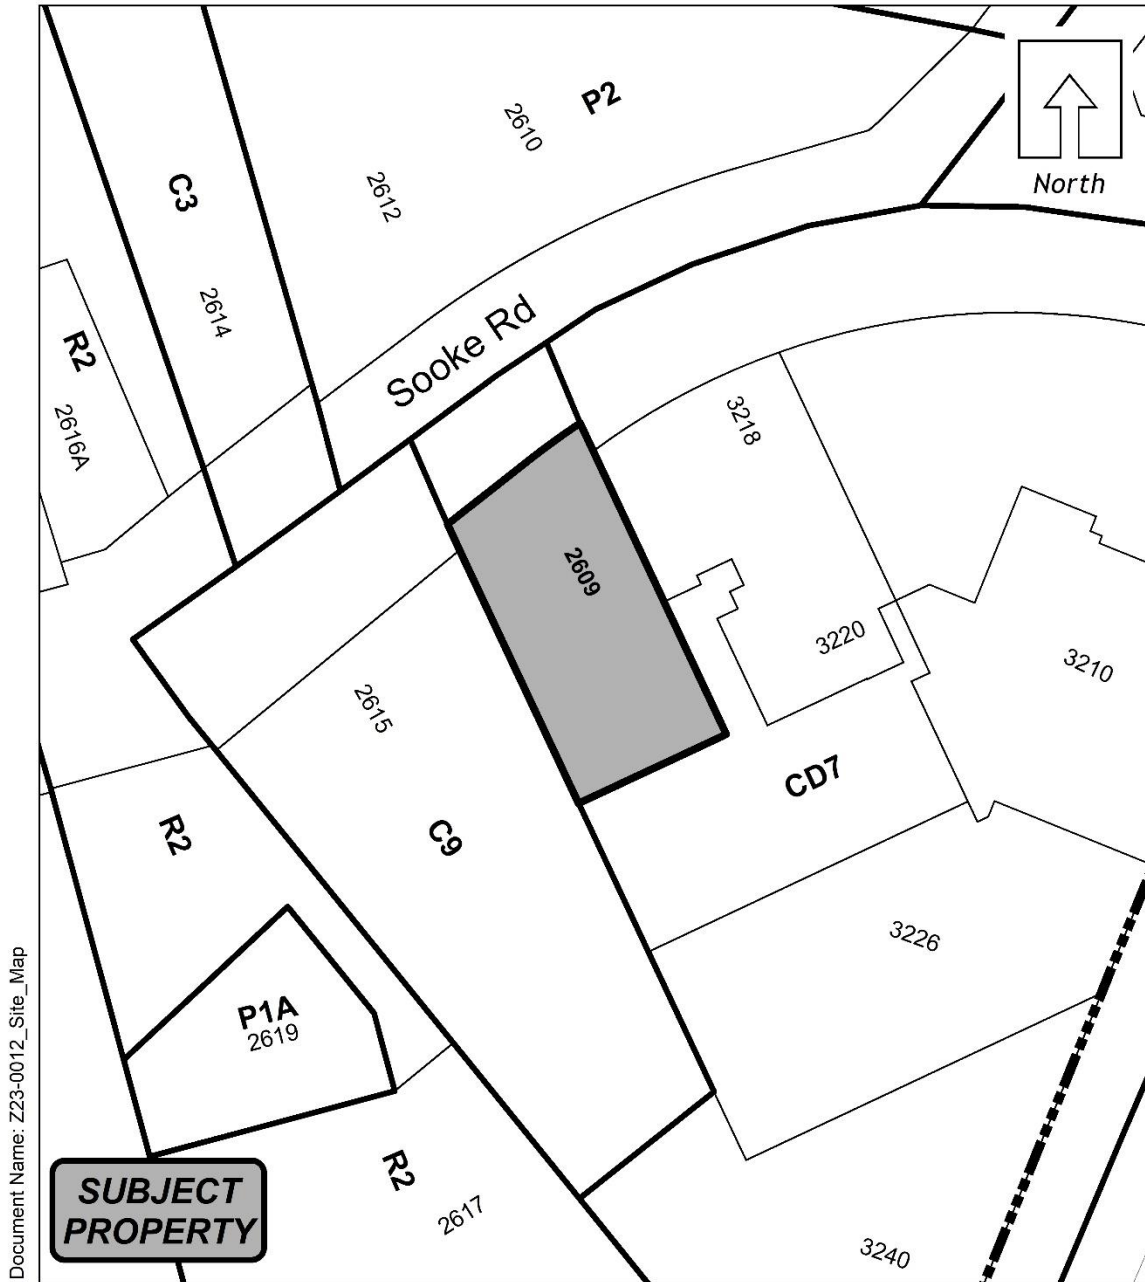 P2
2610
2612
C3
2614
North
R2
2616A
Sooke Rd
3218
2609
3220
3210
2615
CD7
C9
R2
3226
P1A
2619
R2
2617
3240
SUBJECT
PROPERTY
Document Name: Z23-0012_Site_Map